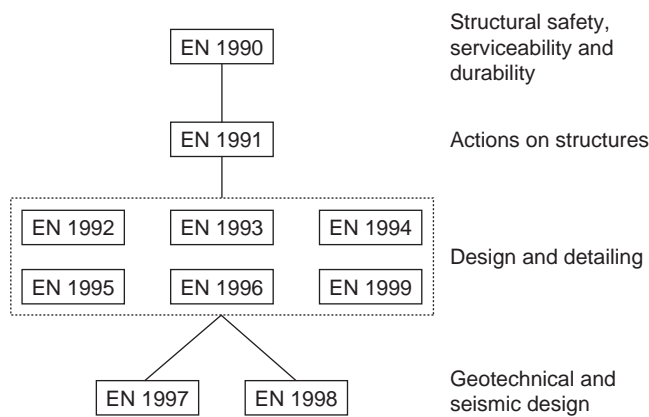 EN 1990
Structural safety,
serviceability and
durability
EN 1991
Actions on structures
EN 1992
EN 1993
EN 1994
Design and detailing
EN 1995
EN 1996
EN 1999
EN 1997
EN 1998
Geotechnical and
seismic design